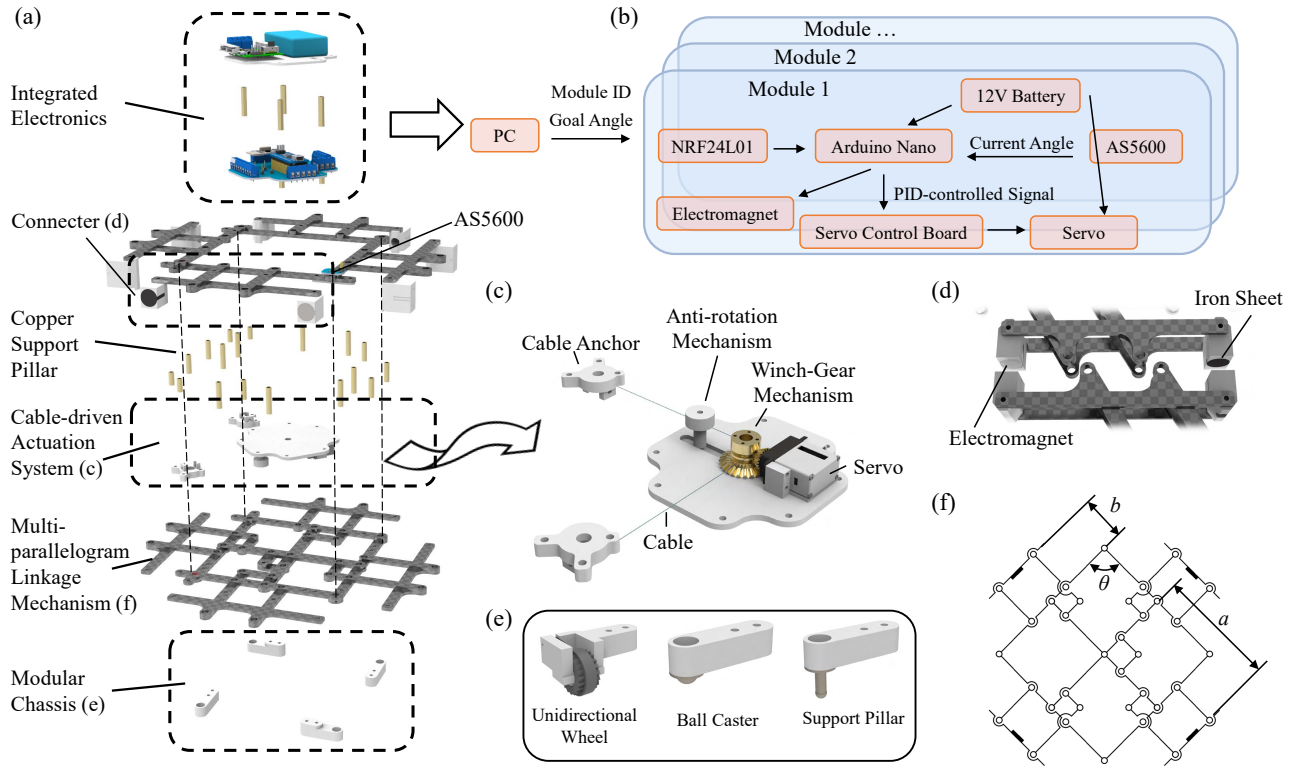 (a)
Integrated
Electronics
Connecter (d)
AS5600
Copper
Support
Pillar
Cable-driven
Actuation
System (c)
Multi-
parallelogram
Linkage
Mechanism (f)
Modular
Chassis (e)
PC
Module ID
Goal Angle
(b)
Module …
Module 2
Module 1
12V Battery
NRF24L01
Arduino Nano
Current Angle
AS5600
PID-controlled Signal
Electromagnet
Servo Control Board
Servo
(c)
Cable Anchor
Anti-rotation
Mechanism
Winch-Gear
Mechanism
Servo
Cable
(d)
Iron Sheet
Electromagnet
(e)
Unidirectional
Wheel
Ball Caster
Support Pillar
(f)
b
θ
a